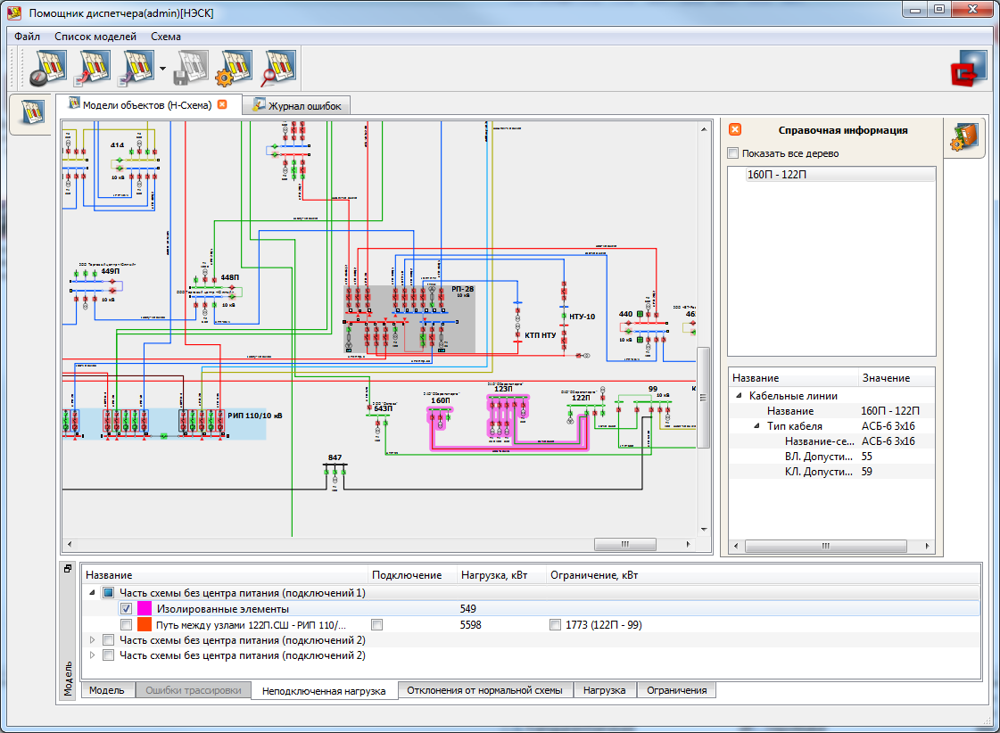 Помощник диспетчера(admin)[НЭСК]
Файл Список моделей Схема
Модели объектов (Н-Схема) Журнал ошибок
Справочная информация
Показать все дерево
160П - 122П
414
10 кВ
449П
10 кВ
448П
10 кВ
РП-28
10 кВ
НТУ-10
КТП НТУ
440
10 кВ
РИП 110/10 кВ
643П
160П
123П
122П
99
10 кВ
847
Название Значение
Кабельные линии
Название 160П - 122П
Тип кабеля АСБ-6 3x16
Название-се... АСБ-6 3x16
ВЛ. Допусти... 55
КЛ. Допусти... 59
Модель
Название Подключение Нагрузка, кВт Ограничение, кВт
Часть схемы без центра питания (подключений 1)
Изолированные элементы 549
Путь между узлами 122П.СШ - РИП 110/... 5598 1773 (122П - 99)
Часть схемы без центра питания (подключений 2)
Часть схемы без центра питания (подключений 2)
Модель Ошибки трассировки Неподключенная нагрузка Отклонения от нормальной схемы Нагрузка Ограничения